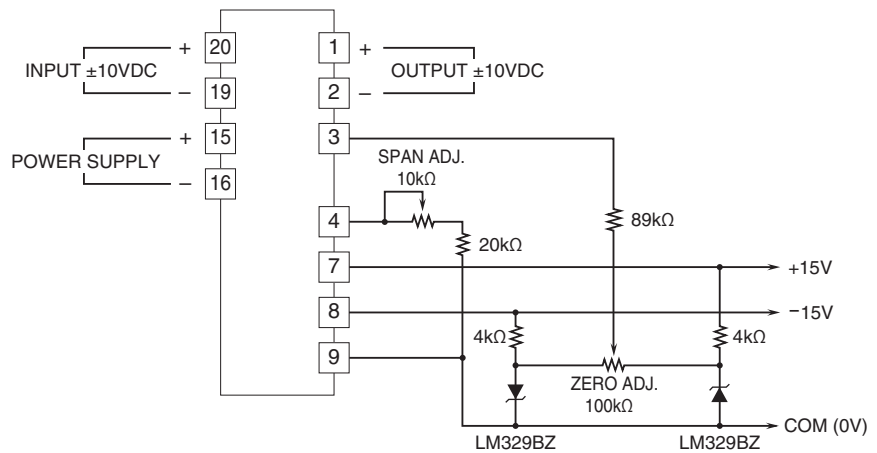 + 20 1 +
INPUT ±10VDC OUTPUT ±10VDC
− 19 2 −
+ 15 3
POWER SUPPLY
− 16
SPAN ADJ.
10kΩ
4
89kΩ
20kΩ
7 +15V
8 −15V
4kΩ 4kΩ
9
ZERO ADJ.
100kΩ
COM (0V)
LM329BZ LM329BZ